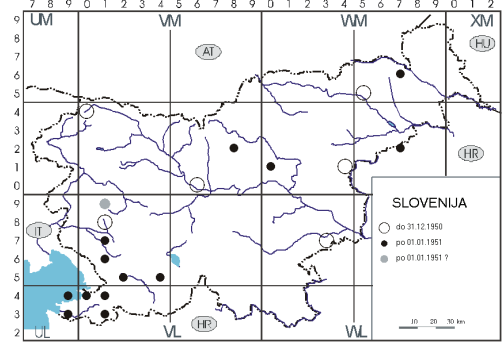 7 8 9 0 1 2 3 4 5 6 7 8 9 0 1 2 3 4 5 6 7 8 9 0 1 2
9 UM VM WM XM
8 AT HU
7
6
5
4
3
2 HR
1
0
9 SLOVENIJA
8 IT do 31.12.1950
7 po 01.01.1951
6 po 01.01.1951 ?
5
4
3 HR 10 20 30 km
2 UL VL WL